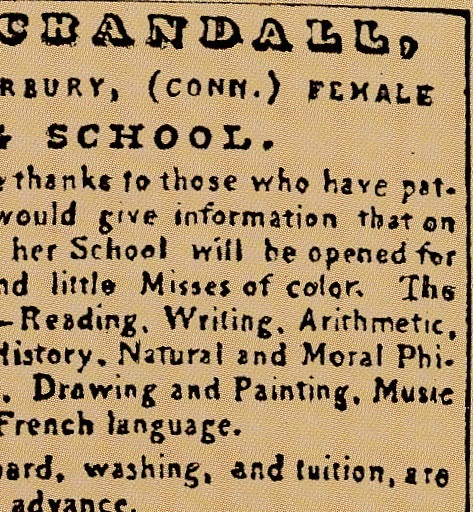 CRANDALL,
RBURY, (CONN.) FEMALE
G SCHOOL.
e thanks to those who have pat-
would give information that on
her School will be opened for
nd little Misses of color. The
—Reading, Writing, Arithmetic,
History, Natural and Moral Phi-
. Drawing and Painting, Music
French language.
oard, washing, and tuition, are
advance.